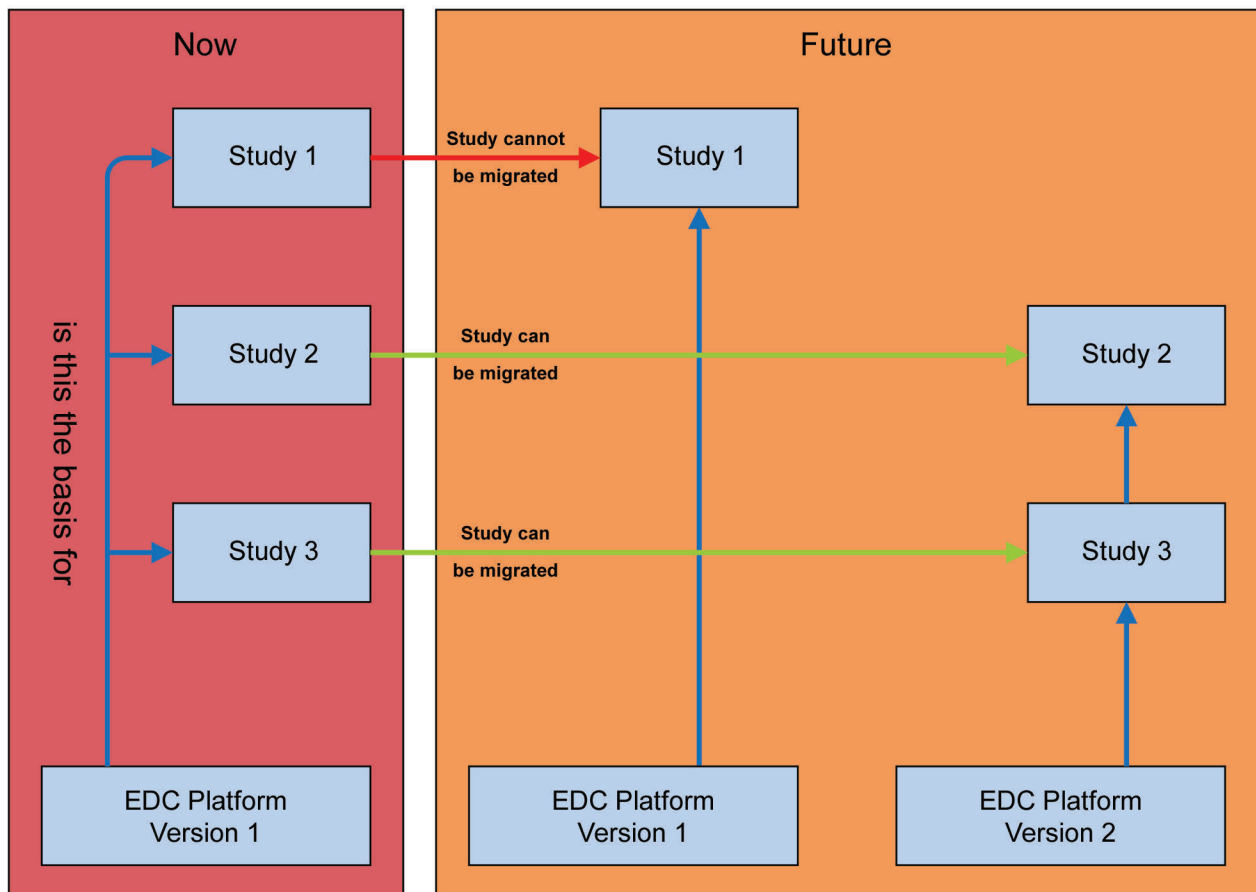 Now
Future
Study 1
Study cannot
be migrated
Study 1
is this the basis for
Study 2
Study can
be migrated
Study 2
Study 3
Study can
be migrated
Study 3
EDC Platform
Version 1
EDC Platform
Version 1
EDC Platform
Version 2